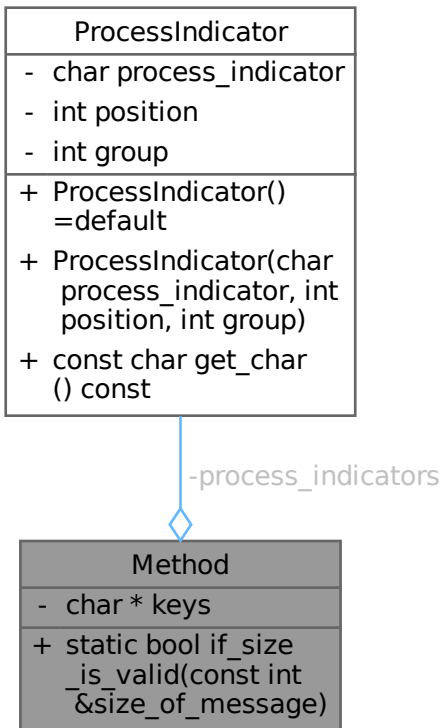 ProcessIndicator
- char process_indicator
- int position
- int group
+ ProcessIndicator()
=default
+ ProcessIndicator(char
process_indicator, int
position, int group)
+ const char get_char
() const
-process_indicators
Method
- char * keys
+ static bool if_size
_is_valid(const int
&size_of_message)